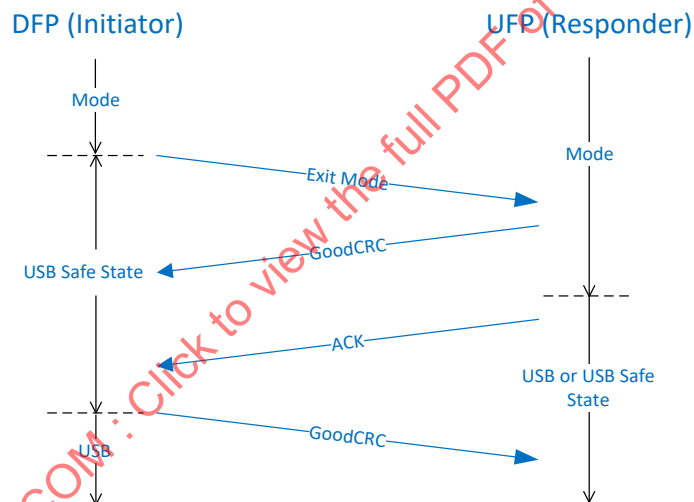 DFP (Initiator)
UFP (Responder)
Mode
Mode
Exit Mode
GoodCRC
USB Safe State
ACK
USB or USB Safe
State
GoodCRC
USB
COM : Click to view the full PDF of